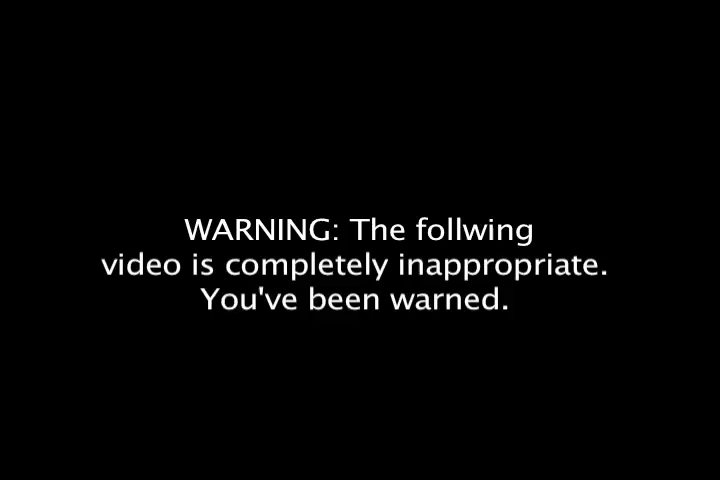 WARNING: The follwing
video is completely inappropriate.
You've been warned.